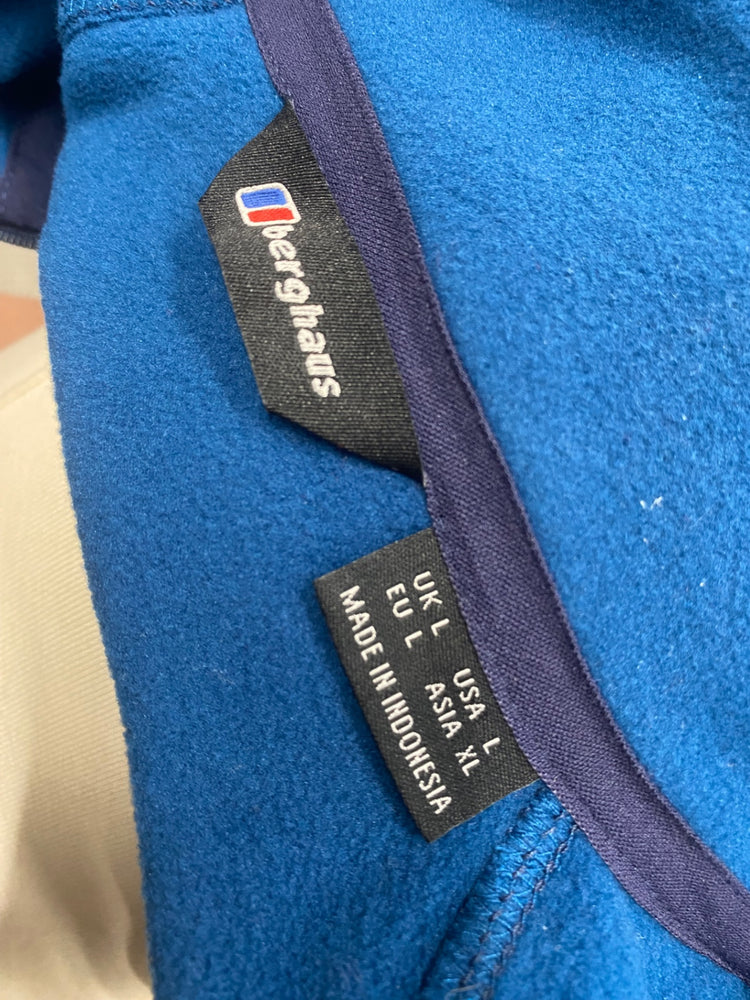 berghaus
UK L USA L
EU L ASIA XL
MADE IN INDONESIA